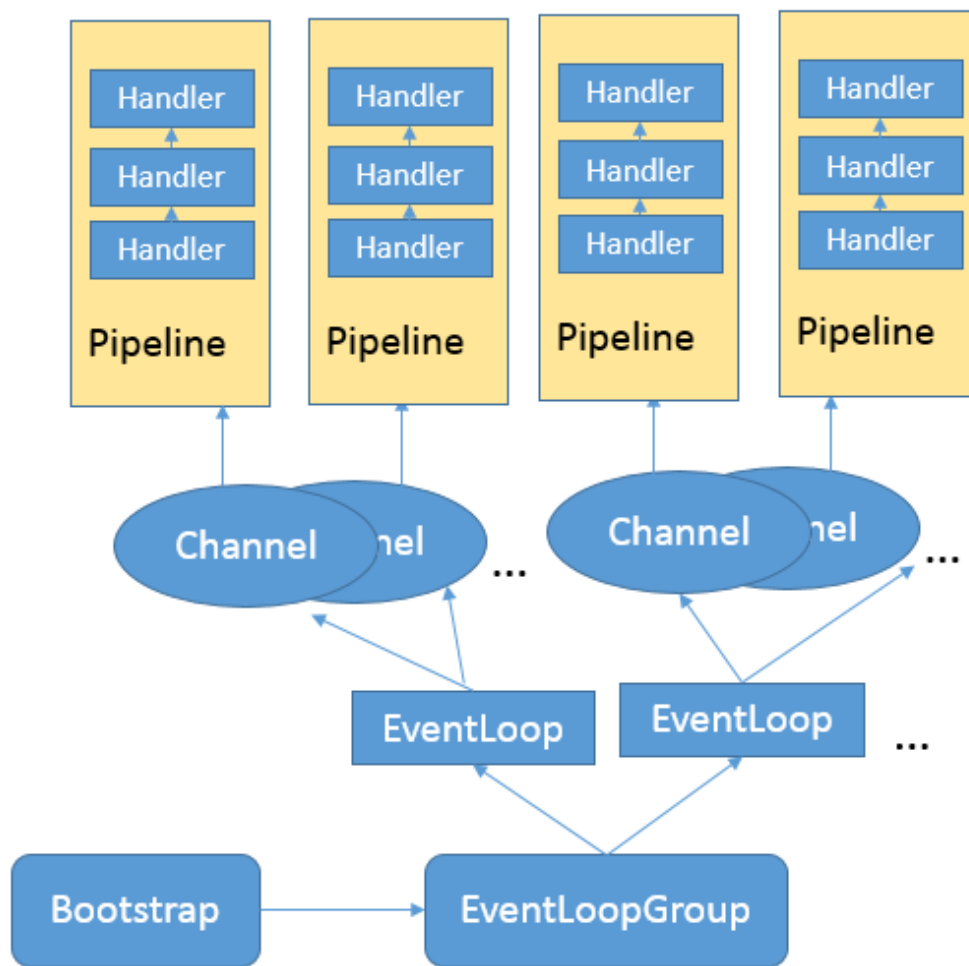 Handler
Handler
Handler
Pipeline
Handler
Handler
Handler
Pipeline
Handler
Handler
Handler
Pipeline
Handler
Handler
Handler
Pipeline
Channel
nel
...
Channel
nel
...
EventLoop
EventLoop
...
Bootstrap
EventLoopGroup